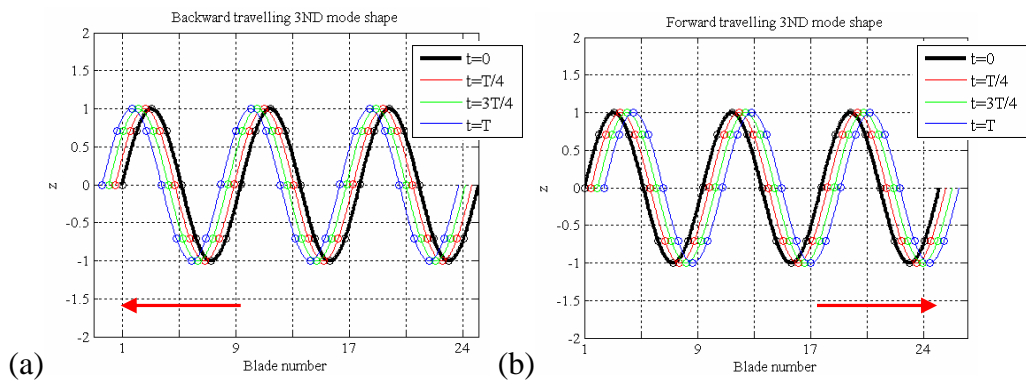 Backward travelling 3ND mode shape
2
1.5
1
0.5
0
-0.5
-1
-1.5
-2
z
t=0
t=T/4
t=3T/4
t=T
1 9 17 24
Blade number
(a)
Forward travelling 3ND mode shape
2
1.5
1
0.5
0
-0.5
-1
-1.5
-2
z
t=0
t=T/4
t=3T/4
t=T
1 9 17 24
Blade number
(b)